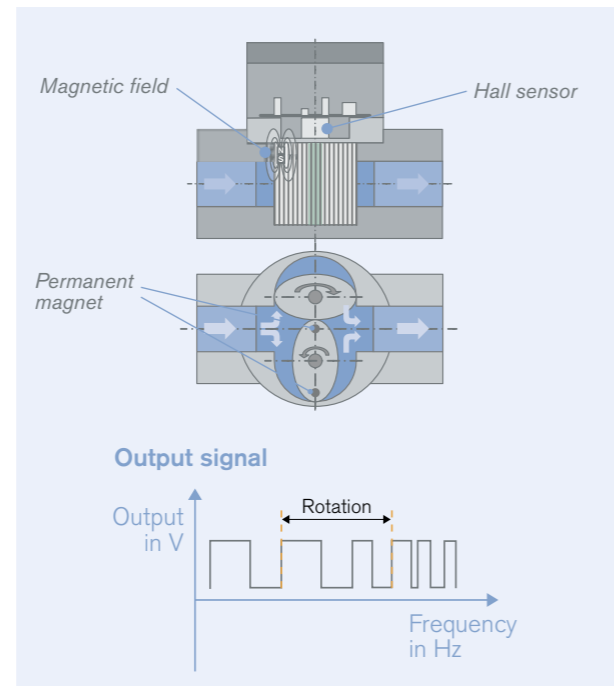 Magnetic field
Hall sensor
N
S
Permanent
magnet
Output signal
Output
in V
Rotation
Frequency
in Hz